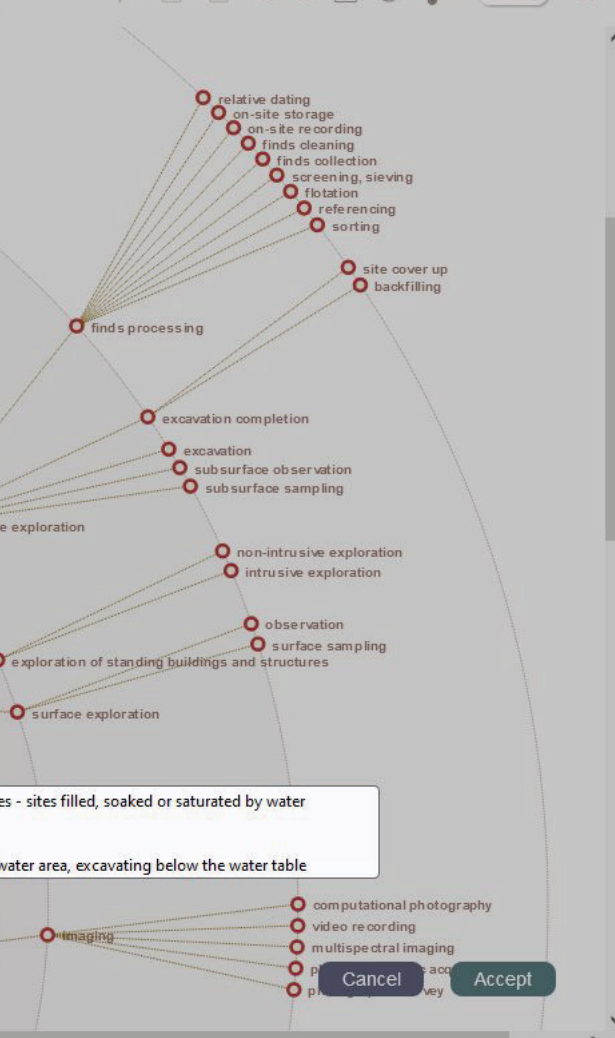 relative dating
on-site storage
on-site recording
finds cleaning
finds collection
screening, sieving
flotation
referencing
sorting
site cover up
backfilling
finds processing
excavation completion
excavation
subsurface observation
subsurface sampling
e exploration
non-intrusive exploration
intrusive exploration
observation
surface sampling
exploration of standing buildings and structures
surface exploration
es - sites filled, soaked or saturated by water
water area, excavating below the water table
computational photography
imaging
video recording
multispectral imaging
Cancel
Accept